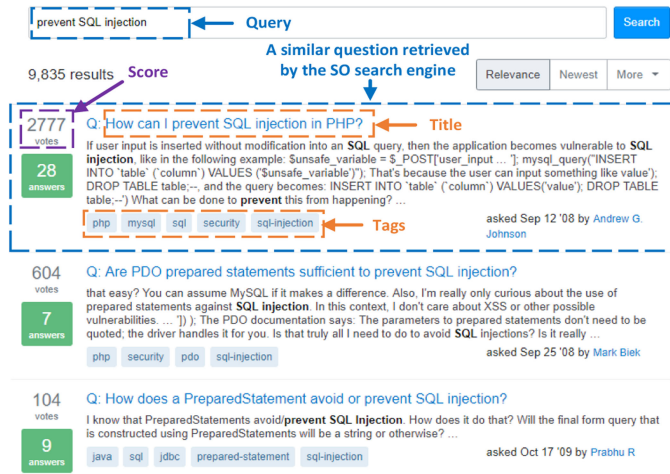 prevent SQL injection
Query
Search
A similar question retrieved
by the SO search engine
9,835 results
Score
Relevance
Newest
More
2777
votes
28
answers
Q: How can I prevent SQL injection in PHP?
Title
If user input is inserted without modification into an SQL query, then the application becomes vulnerable to SQL
injection, like in the following example: $unsafe_variable = $_POST['user_input ... ']; mysql_query("INSERT
INTO `table` (`column`) VALUES ('$unsafe_variable')"); That's because the user can input something like value');
DROP TABLE table;--, and the query becomes: INSERT INTO `table` (`column`) VALUES('value'); DROP TABLE
table;--') What can be done to prevent this from happening? ...
php mysql sql security sql-injection
Tags
asked Sep 12 '08 by Andrew G.
Johnson
604
votes
7
answers
Q: Are PDO prepared statements sufficient to prevent SQL injection?
that easy? You can assume MySQL if it makes a difference. Also, I'm really only curious about the use of
prepared statements against SQL injection. In this context, I don't care about XSS or other possible
vulnerabilities. ... ']) ); The PDO documentation says: The parameters to prepared statements don't need to be
quoted; the driver handles it for you. Is that truly all I need to do to avoid SQL injections? Is it really ...
php security pdo sql-injection
asked Sep 25 '08 by Mark Biek
104
votes
9
answers
Q: How does a PreparedStatement avoid or prevent SQL injection?
I know that PreparedStatements avoid/prevent SQL Injection. How does it do that? Will the final form query that
is constructed using PreparedStatements will be a string or otherwise? ...
java sql jdbc prepared-statement sql-injection
asked Oct 17 '09 by Prabhu R